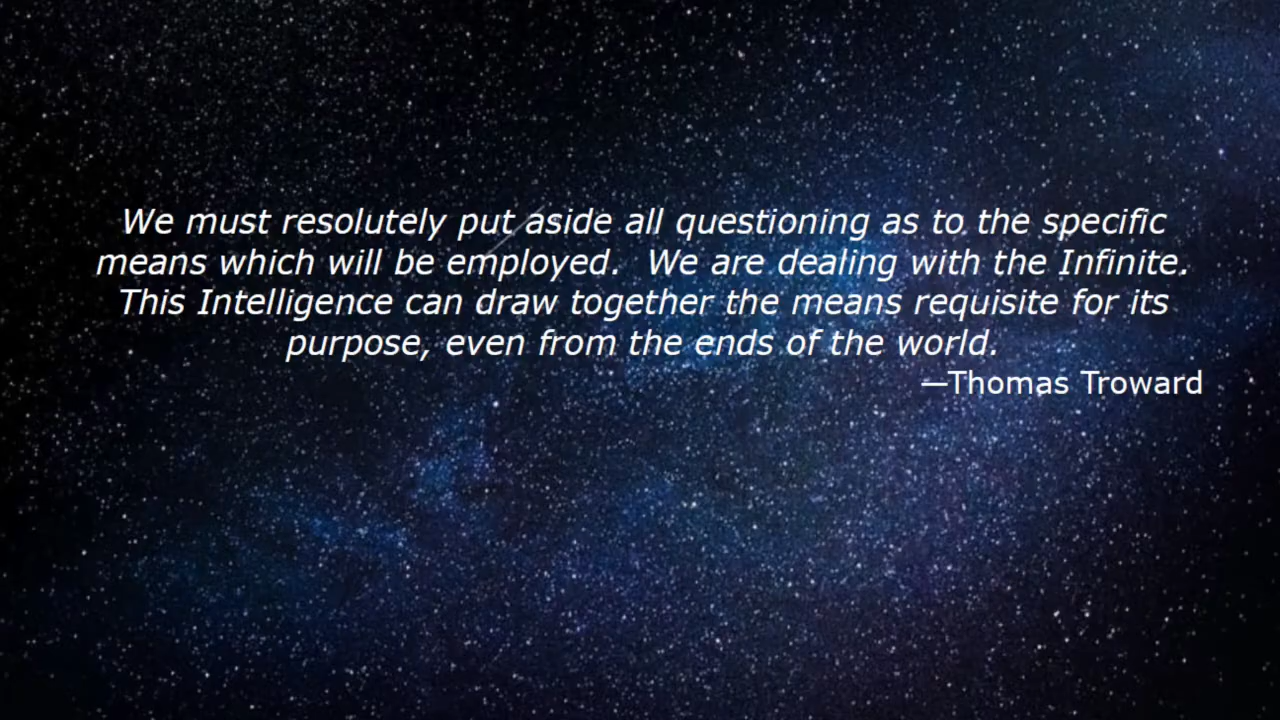 We must resolutely put aside all questioning as to the specific
means which will be employed.  We are dealing with the Infinite.
This Intelligence can draw together the means requisite for its
purpose, even from the ends of the world.
—Thomas Troward